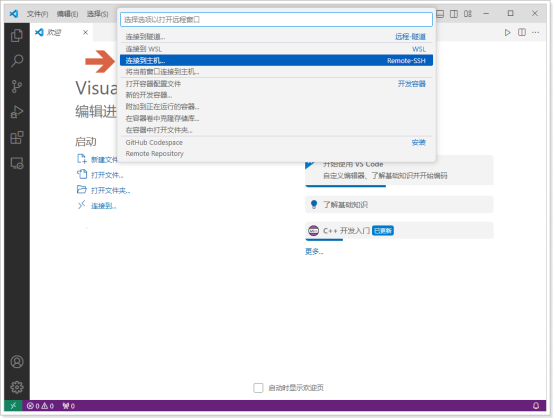 文件(F) 编辑(E) 选择(S)
选择选项以打开远程窗口
欢迎
连接到隧道... 远程-隧道
连接到 WSL WSL
连接到主机... Remote-SSH
将当前窗口连接到主机...
打开容器配置文件 开发容器
新的开发容器...
附加到正在运行的容器...
在容器卷中克隆存储库...
在容器中打开文件夹...
GitHub Codespace 安装
Remote Repository
Visua
编辑进
启动
新建文件
打开文件...
打开文件夹...
连接到...
开始使用 VS Code
自定义编辑器，了解基础知识并开始编码
了解基础知识
C++ 开发入门 已更新
更多...
启动时显示欢迎页
0 0 0